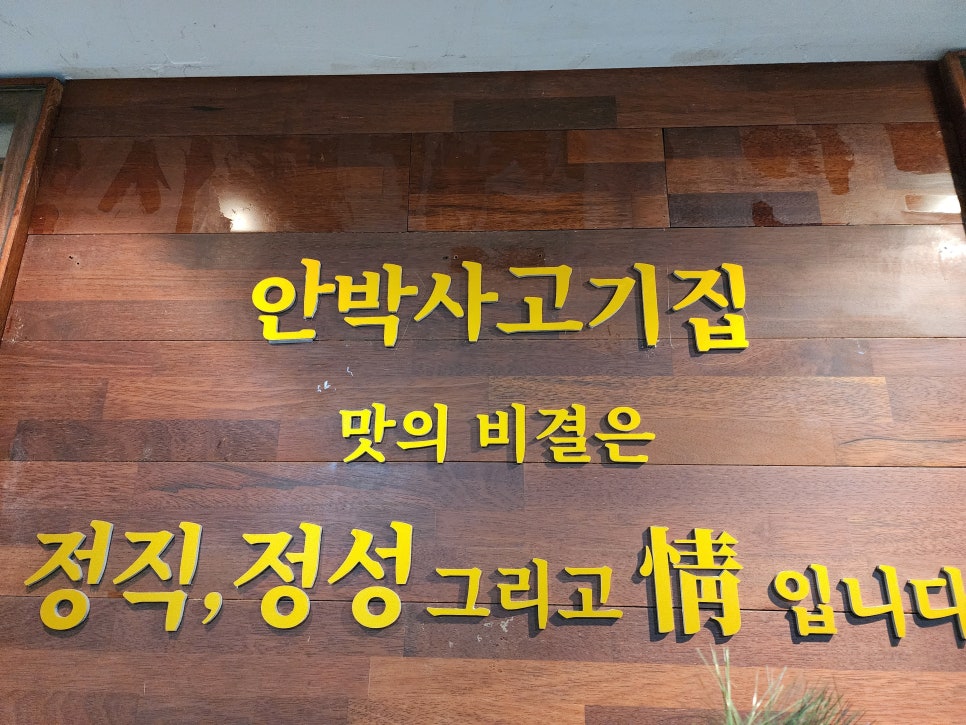 안박사고기집
맛의 비결은
정직, 정성 그리고 情 입니다